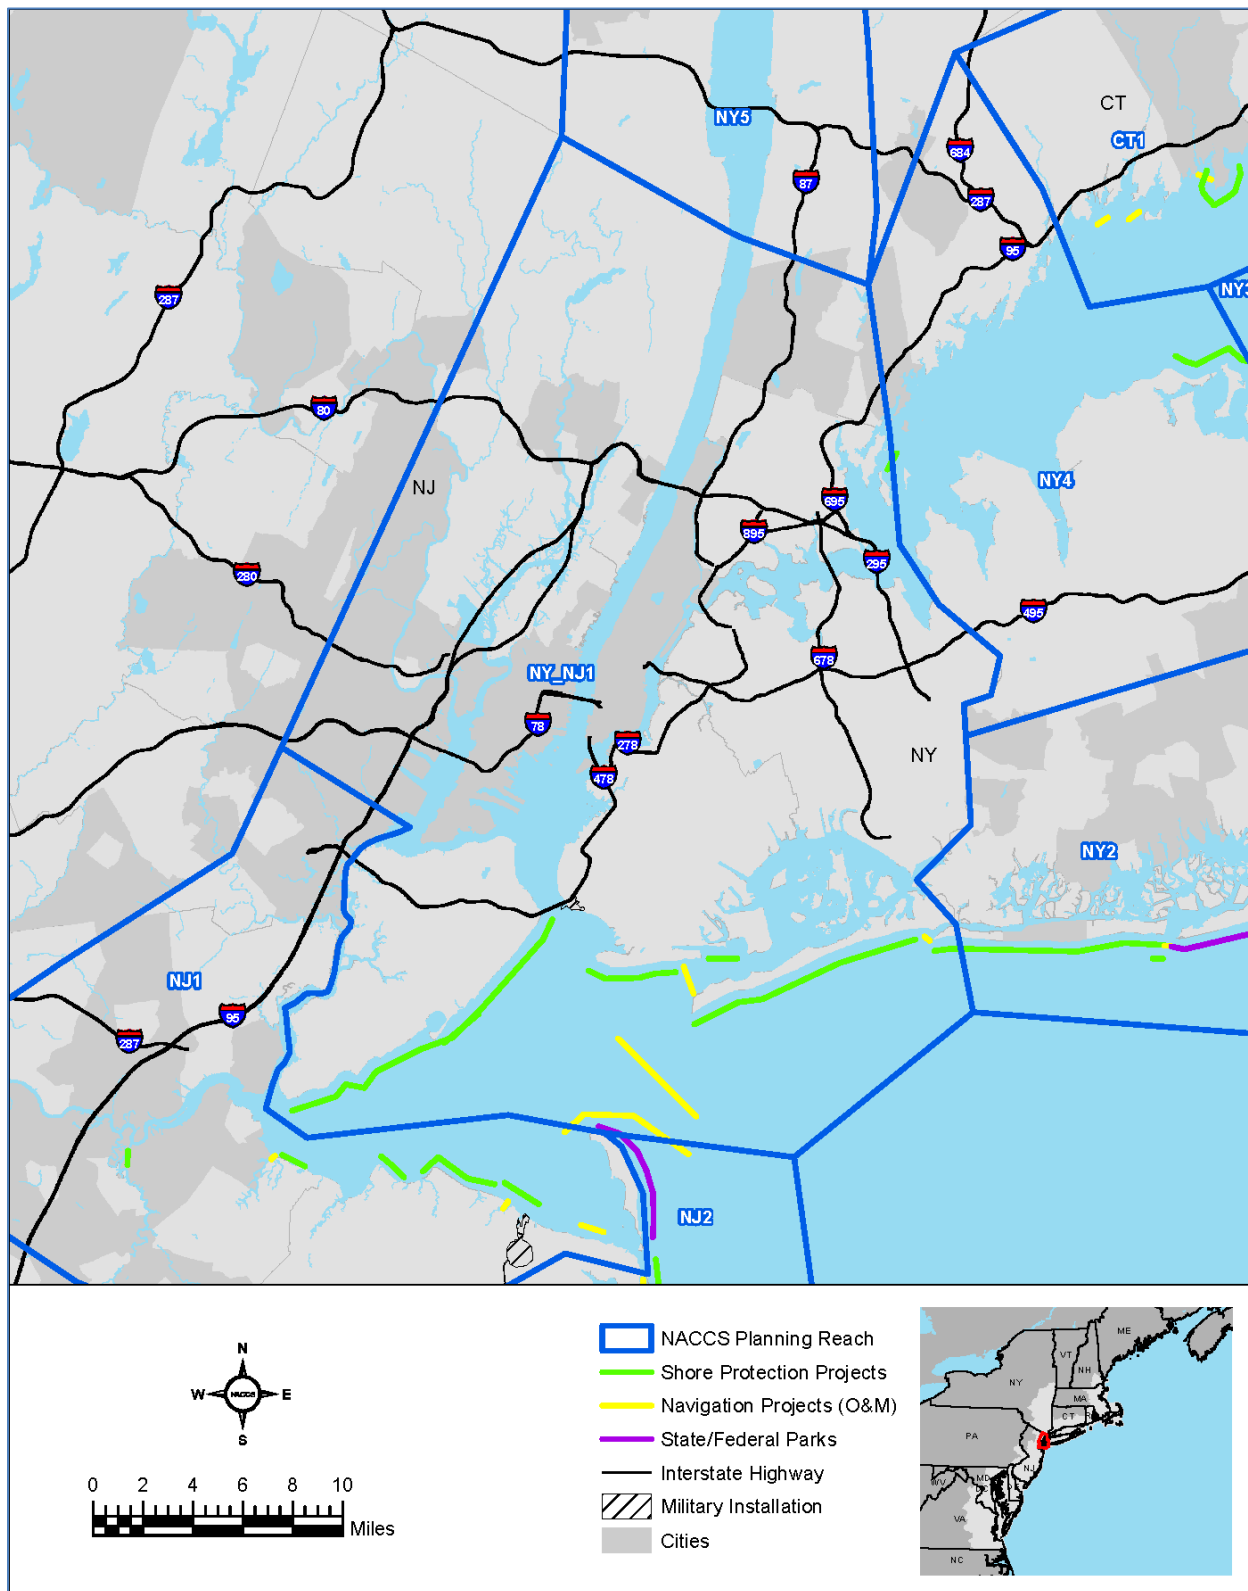 CT
NY5
CT1
684
87
287
95
287
NY3
80
NJ
NY4
695
895
295
280
495
678
NY_NJ1
78
278
NY
478
NY2
NJ1
95
287
NJ2
N
W NACCS E
S
0 2 4 6 8 10
Miles
NACCS Planning Reach
Shore Protection Projects
Navigation Projects (O&M)
State/Federal Parks
Interstate Highway
Military Installation
Cities
ME
VT
NH
NY
MA
CT
PA
NJ
MD
WV
VA
NC